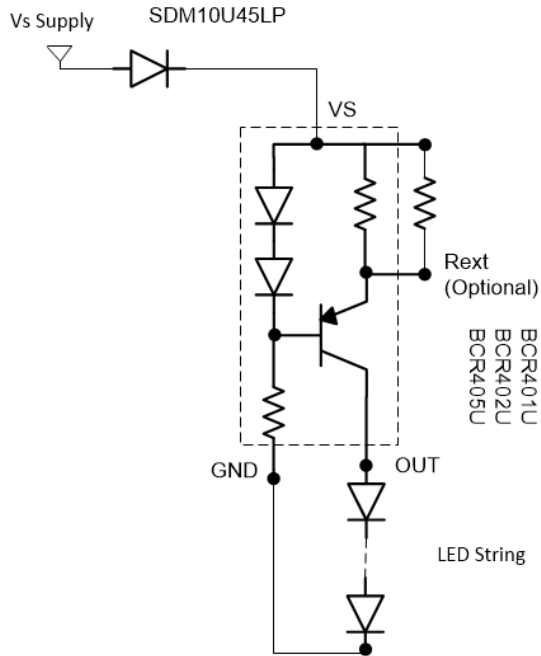 SDM10U45LP
Vs Supply
VS
Rext
(Optional)
BCR401U
BCR402U
BCR405U
GND
OUT
LED String